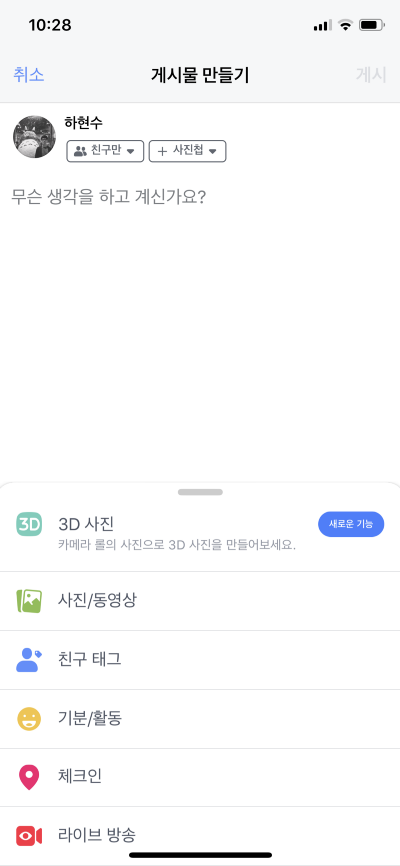 10:28
취소
게시물 만들기
게시
하현수
친구만
+ 사진첩
무슨 생각을 하고 계신가요?
3D
3D 사진
새로운 기능
카메라 롤의 사진으로 3D 사진을 만들어보세요.
사진/동영상
친구 태그
기분/활동
체크인
라이브 방송